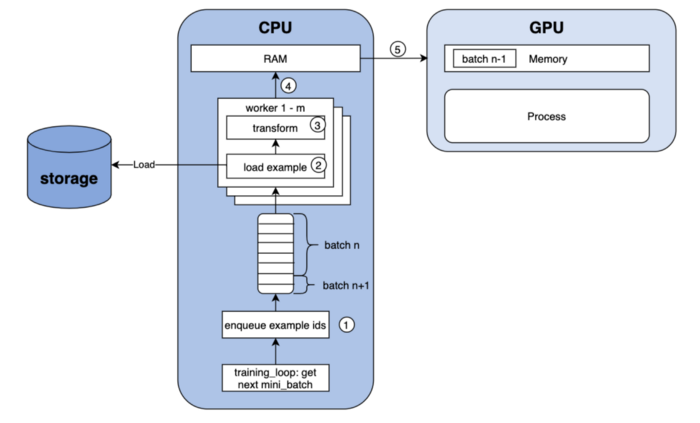 CPU
GPU
RAM
5
batch n-1
Memory
4
worker 1 - m
transform
3
Process
Load
load example
2
storage
batch n
batch n+1
enqueue example ids
1
training_loop: get
next mini_batch